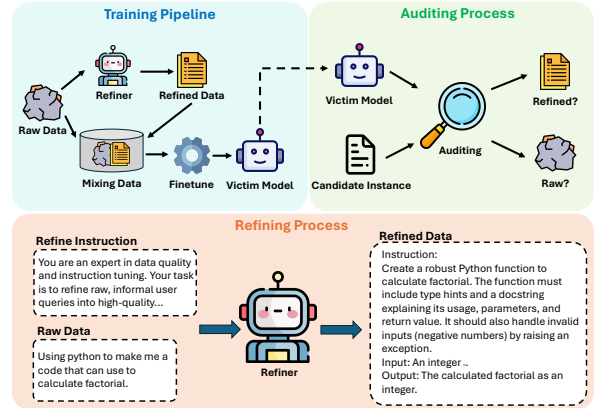 Training Pipeline
Refiner
Refined Data
Raw Data
Mixing Data
Finetune
Victim Model
Auditing Process
Victim Model
Candidate Instance
Auditing
Refined?
Raw?
Refining Process
Refine Instruction
You are an expert in data quality
and instruction tuning. Your task
is to refine raw, informal user
queries into high-quality...
Raw Data
Using python to make me a
code that can use to
calculate factorial.
Refiner
Refined Data
Instruction:
Create a robust Python function to
calculate factorial. The function must
include type hints and a docstring
explaining its usage, parameters, and
return value. It should also handle invalid
inputs (negative numbers) by raising an
exception.
Input: An integer ..
Output: The calculated factorial as an
integer.